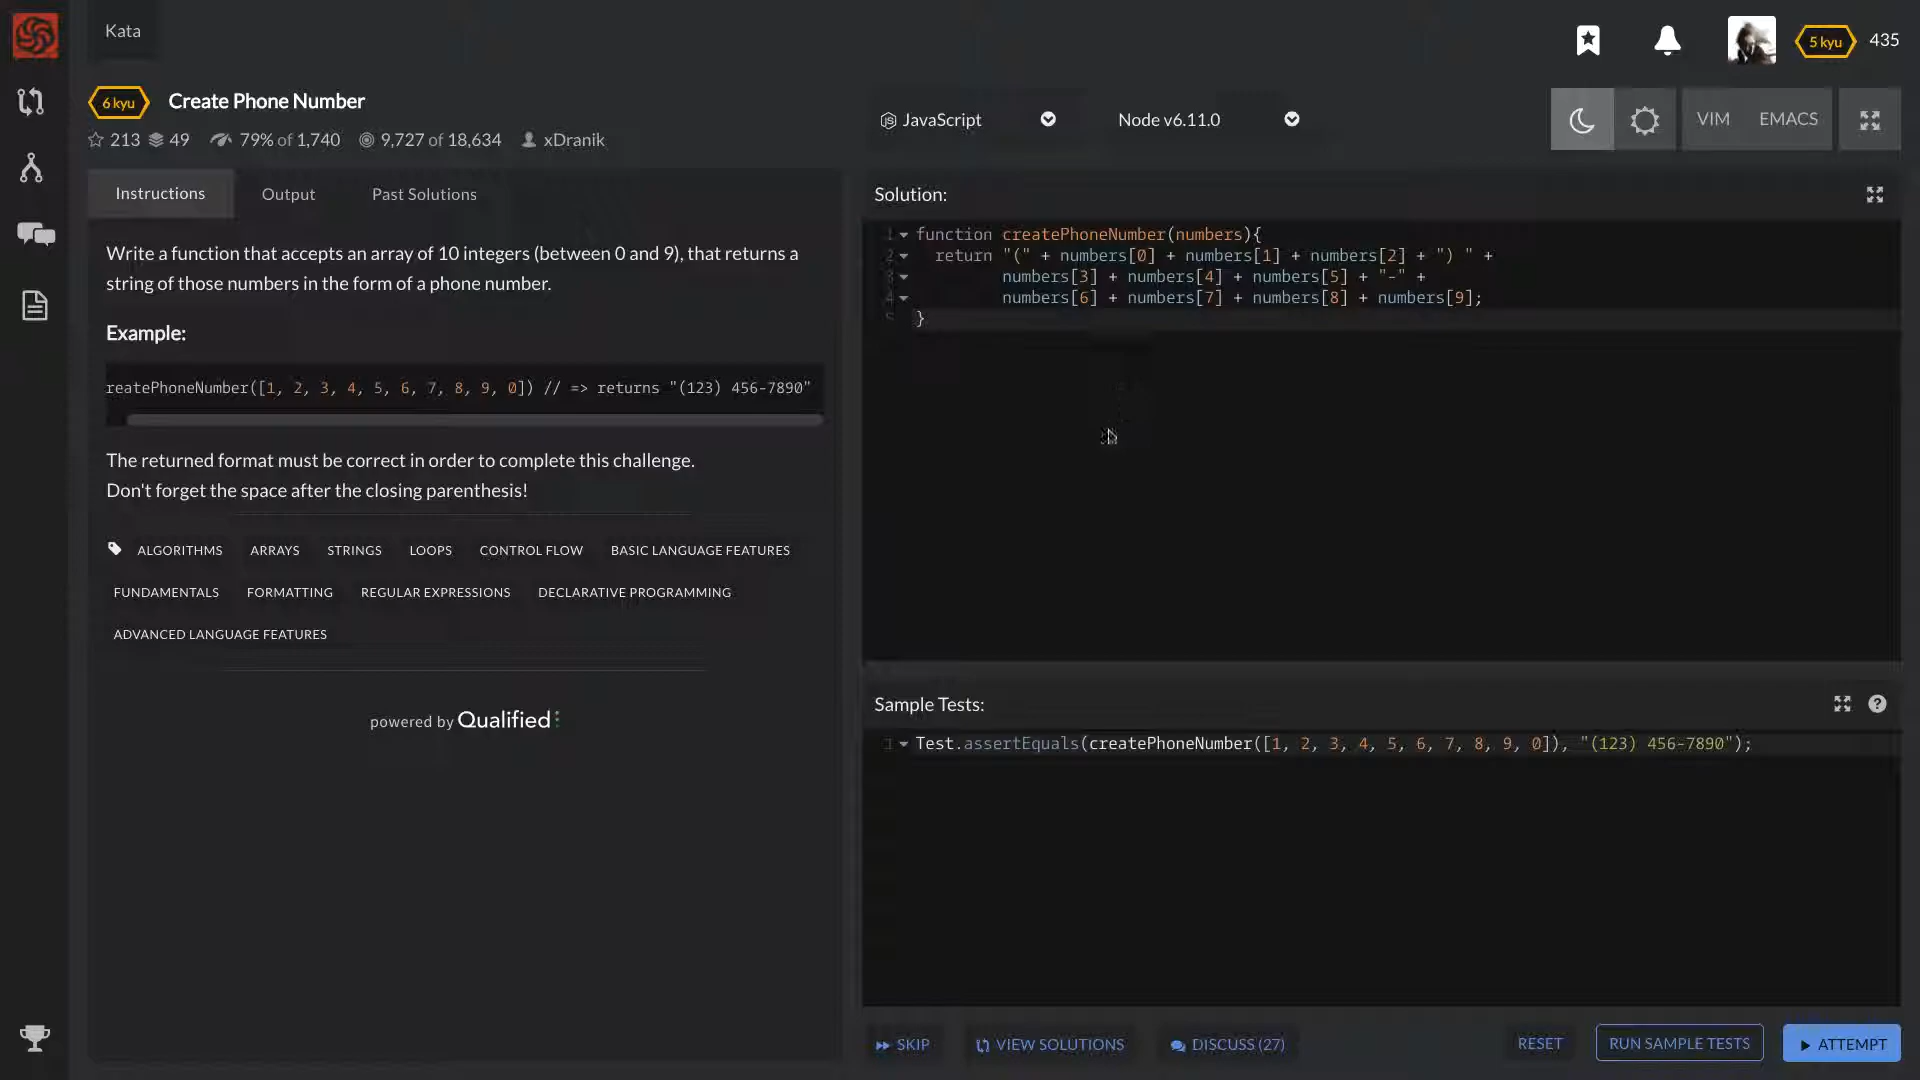 Kata
5 kyu 435
6 kyu Create Phone Number
213 49 79% of 1,740 9,727 of 18,634 xDranik
JavaScript Node v6.11.0 VIM EMACS
Instructions Output Past Solutions
Write a function that accepts an array of 10 integers (between 0 and 9), that returns a
string of those numbers in the form of a phone number.
Example:
reatePhoneNumber([1, 2, 3, 4, 5, 6, 7, 8, 9, 0]) // => returns "(123) 456-7890"
The returned format must be correct in order to complete this challenge.
Don't forget the space after the closing parenthesis!
ALGORITHMS ARRAYS STRINGS LOOPS CONTROL FLOW BASIC LANGUAGE FEATURES
FUNDAMENTALS FORMATTING REGULAR EXPRESSIONS DECLARATIVE PROGRAMMING
ADVANCED LANGUAGE FEATURES
powered by Qualified
Solution:
1 function createPhoneNumber(numbers){
2 return "(" + numbers[0] + numbers[1] + numbers[2] + ") " +
3 numbers[3] + numbers[4] + numbers[5] + "-" +
4 numbers[6] + numbers[7] + numbers[8] + numbers[9];
5 }
Sample Tests:
1 Test.assertEquals(createPhoneNumber([1, 2, 3, 4, 5, 6, 7, 8, 9, 0]), "(123) 456-7890");
SKIP VIEW SOLUTIONS DISCUSS (27) RESET RUN SAMPLE TESTS ATTEMPT